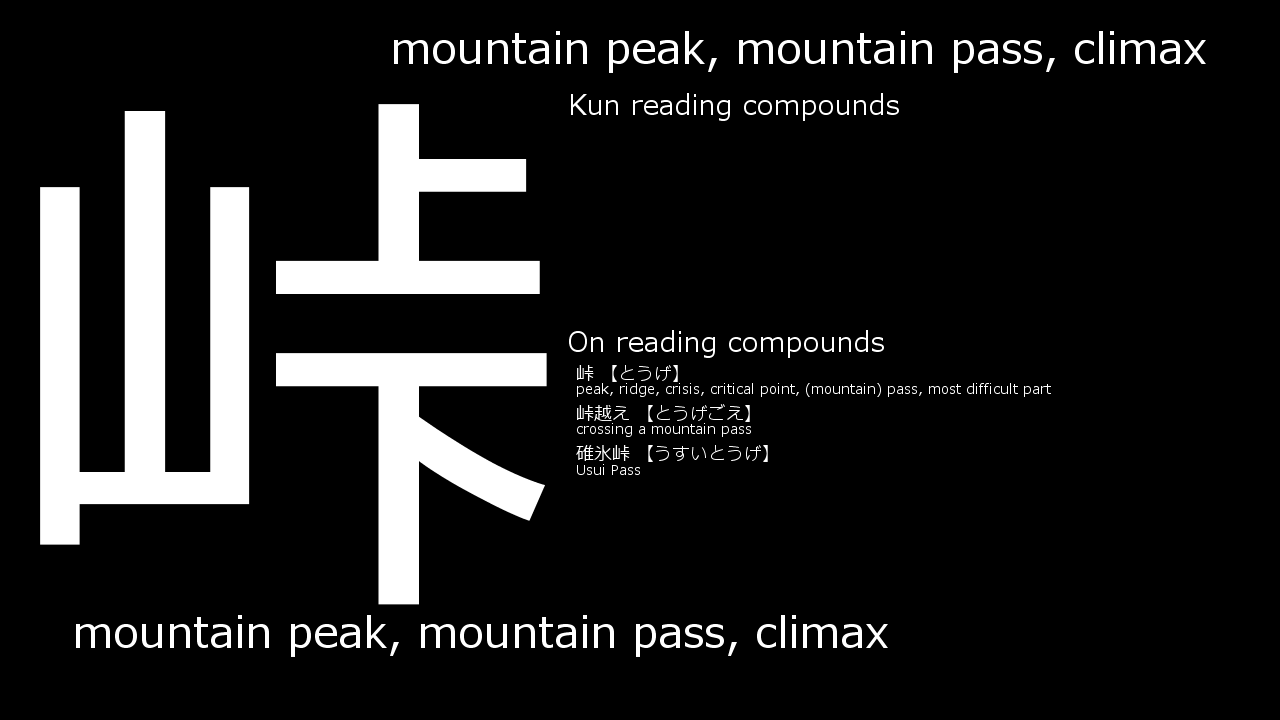 mountain peak, mountain pass, climax
峠
Kun reading compounds
On reading compounds
峠 【とうげ】
peak, ridge, crisis, critical point, (mountain) pass, most difficult part
峠越え 【とうげごえ】
crossing a mountain pass
碓氷峠 【うすいとうげ】
Usui Pass
mountain peak, mountain pass, climax